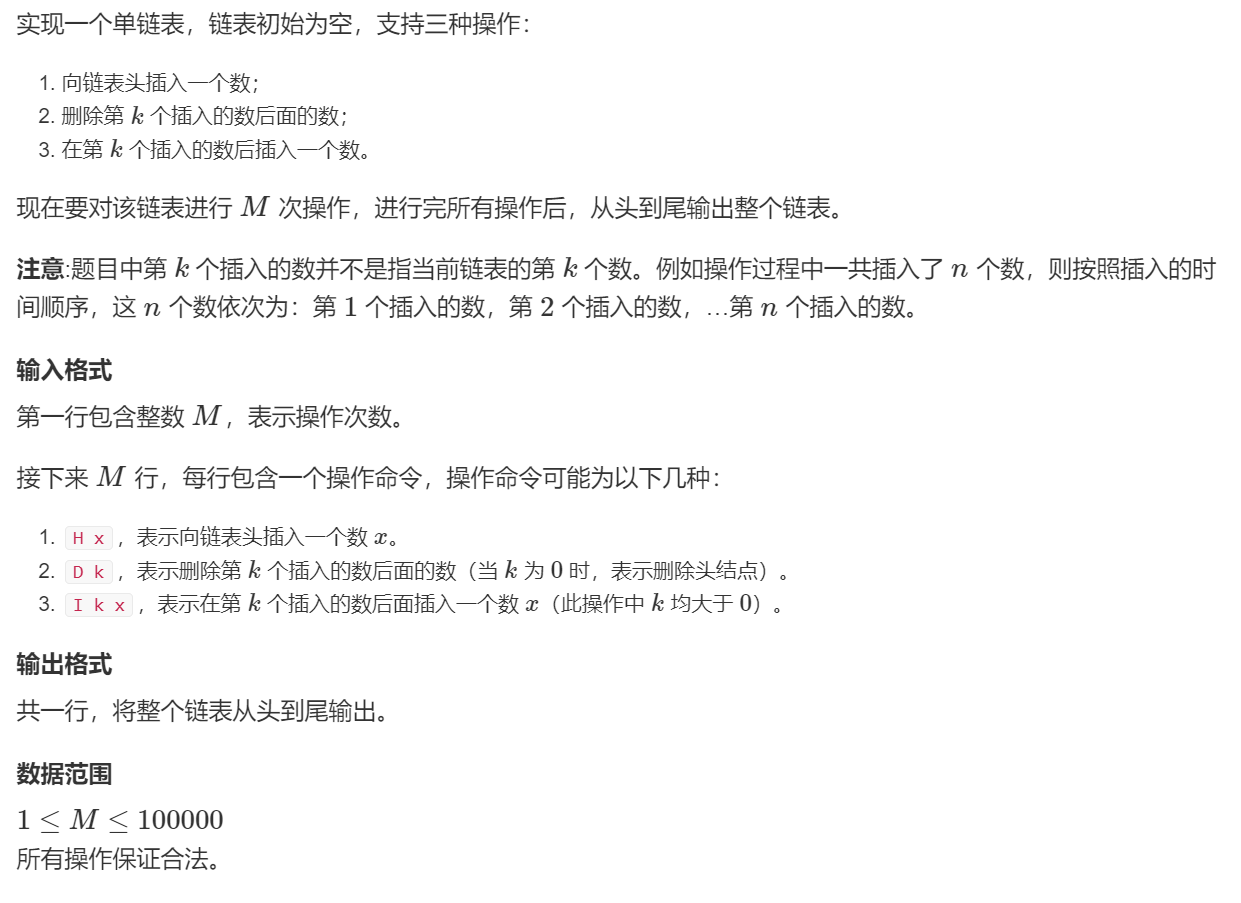 实现一个单链表，链表初始为空，支持三种操作：
1. 向链表头插入一个数；
2. 删除第 k 个插入的数后面的数；
3. 在第 k 个插入的数后插入一个数。
现在要对该链表进行 M 次操作，进行完所有操作后，从头到尾输出整个链表。
注意:题目中第 k 个插入的数并不是指当前链表的第 k 个数。例如操作过程中一共插入了 n 个数，则按照插入的时
间顺序，这 n 个数依次为：第 1 个插入的数，第 2 个插入的数，…第 n 个插入的数。
输入格式
第一行包含整数 M，表示操作次数。
接下来 M 行，每行包含一个操作命令，操作命令可能为以下几种：
1. H x，表示向链表头插入一个数 x。
2. D k，表示删除第 k 个插入的数后面的数（当 k 为 0 时，表示删除头结点）。
3. I k x，表示在第 k 个插入的数后面插入一个数 x（此操作中 k 均大于 0）。
输出格式
共一行，将整个链表从头到尾输出。
数据范围
1 ≤ M ≤ 100000
所有操作保证合法。